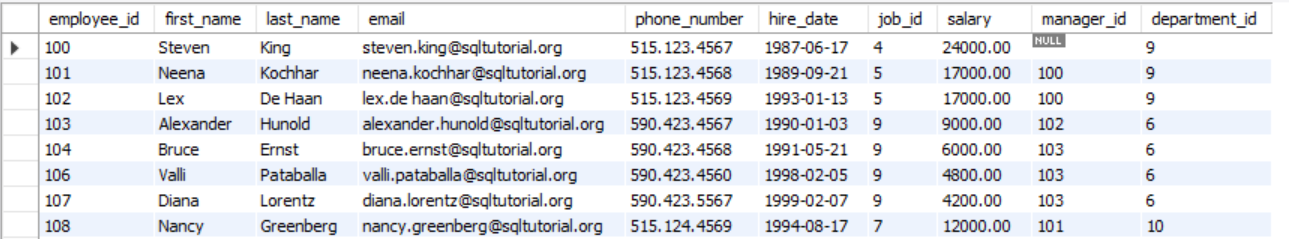 employee_id first_name last_name email phone_number hire_date job_id salary manager_id department_id
100 Steven King steven.king@sqltutorial.org 515.123.4567 1987-06-17 4 24000.00 NULL 9
101 Neena Kochhar neena.kochhar@sqltutorial.org 515.123.4568 1989-09-21 5 17000.00 100 9
102 Lex De Haan lex.de haan@sqltutorial.org 515.123.4569 1993-01-13 5 17000.00 100 9
103 Alexander Hunold alexander.hunold@sqltutorial.org 590.423.4567 1990-01-03 9 9000.00 102 6
104 Bruce Ernst bruce.ernst@sqltutorial.org 590.423.4568 1991-05-21 9 6000.00 103 6
106 Valli Pataballa valli.pataballa@sqltutorial.org 590.423.4560 1998-02-05 9 4800.00 103 6
107 Diana Lorentz diana.lorentz@sqltutorial.org 590.423.5567 1999-02-07 9 4200.00 103 6
108 Nancy Greenberg nancy.greenberg@sqltutorial.org 515.124.4569 1994-08-17 7 12000.00 101 10